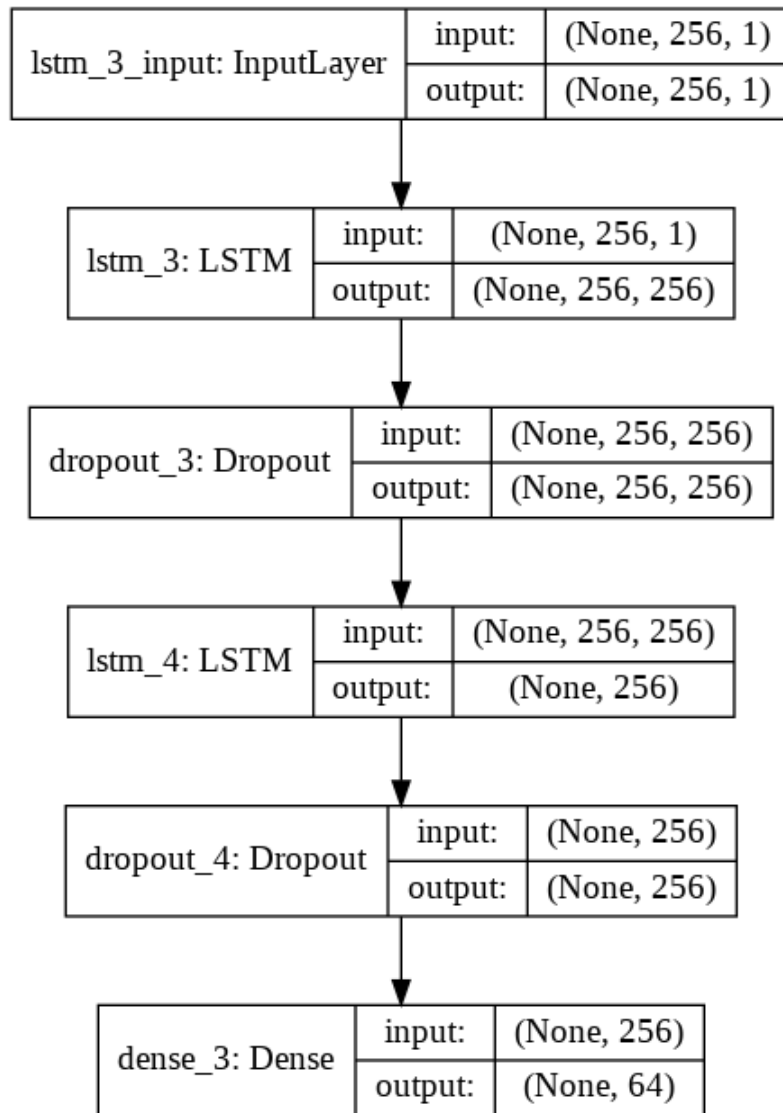 lstm_3_input: InputLayer
input: (None, 256, 1)
output: (None, 256, 1)
lstm_3: LSTM
input: (None, 256, 1)
output: (None, 256, 256)
dropout_3: Dropout
input: (None, 256, 256)
output: (None, 256, 256)
lstm_4: LSTM
input: (None, 256, 256)
output: (None, 256)
dropout_4: Dropout
input: (None, 256)
output: (None, 256)
dense_3: Dense
input: (None, 256)
output: (None, 64)